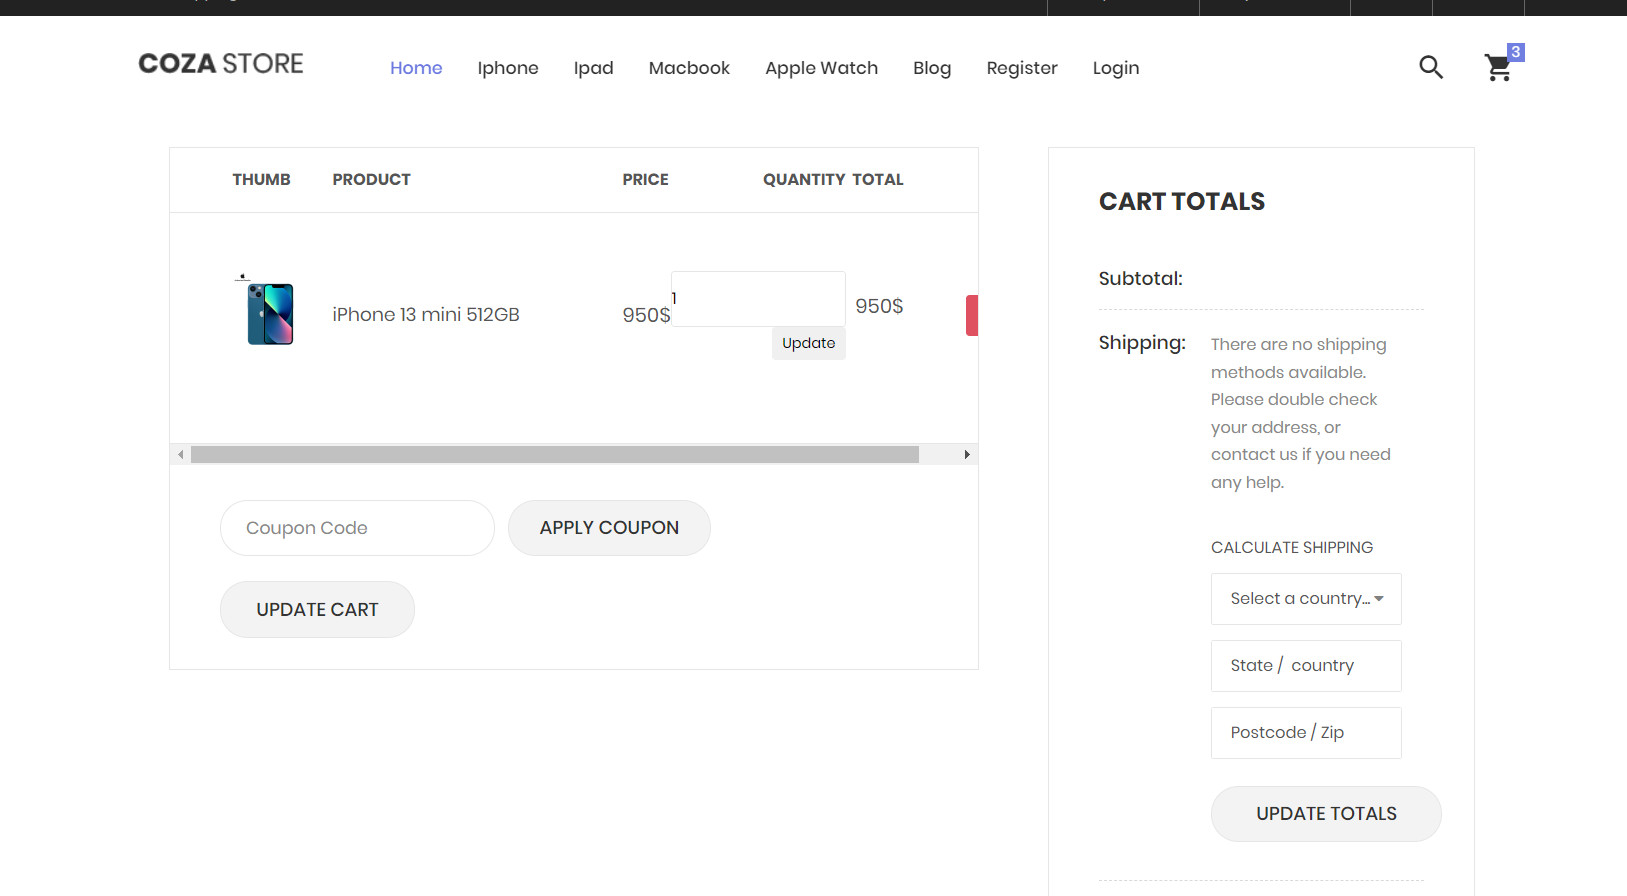 COZA STORE
Home Iphone Ipad Macbook Apple Watch Blog Register Login
3
THUMB PRODUCT PRICE QUANTITY TOTAL
iPhone 13 mini 512GB 950$ 1 950$
Update
Coupon Code APPLY COUPON
UPDATE CART
CART TOTALS
Subtotal:
Shipping: There are no shipping
methods available.
Please double check
your address, or
contact us if you need
any help.
CALCULATE SHIPPING
Select a country...
State / country
Postcode / Zip
UPDATE TOTALS